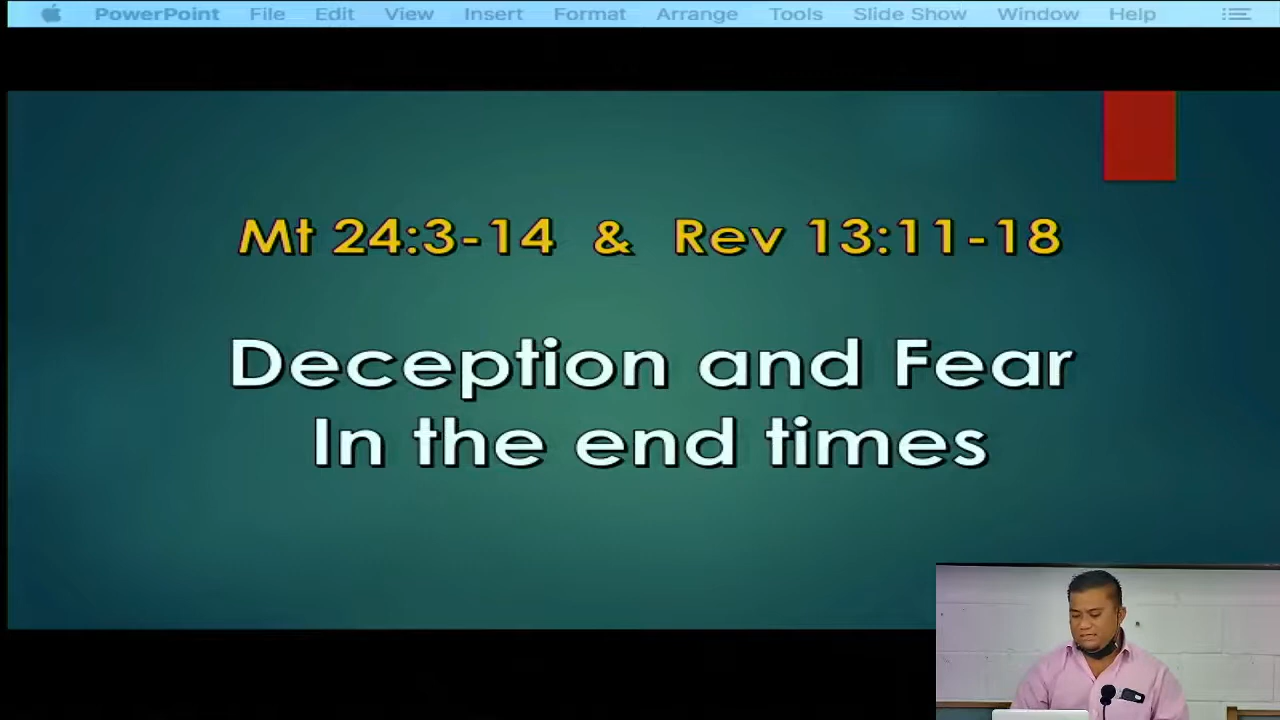 PowerPoint File Edit View Insert Format Arrange Tools Slide Show Window Help
Mt 24:3-14 & Rev 13:11-18
Deception and Fear
In the end times